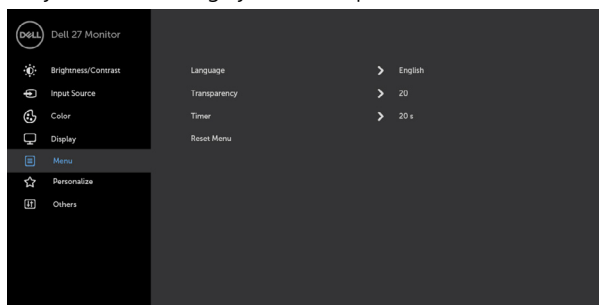 DELL Dell 27 Monitor
Brightness/Contrast Language English
Input Source Transparency 20
Color Timer 20 s
Display Reset Menu
Menu
Personalize
Others